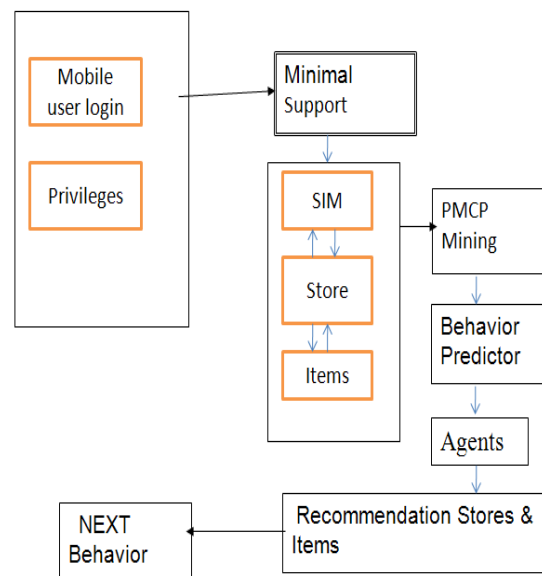 Mobile
user login
Privileges
Minimal
Support
SIM
Store
Items
PMCP
Mining
Behavior
Predictor
Agents
Recommendation Stores &
Items
NEXT
Behavior